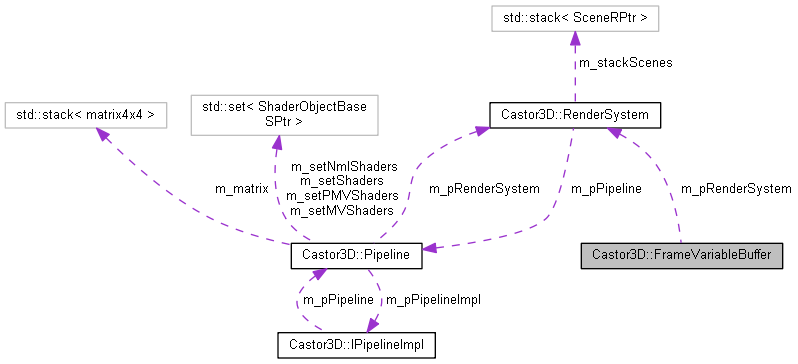 std::stack< SceneRPtr >
m_stackScenes
std::stack< matrix4x4 >
std::set< ShaderObjectBase
SPtr >
Castor3D::RenderSystem
m_matrix
m_setNmlShaders
m_setShaders
m_setPMVShaders
m_setMVShaders
m_pRenderSystem
m_pPipeline
m_pRenderSystem
Castor3D::Pipeline
Castor3D::FrameVariableBuffer
m_pPipeline
m_pPipelineImpl
Castor3D::IPipelineImpl